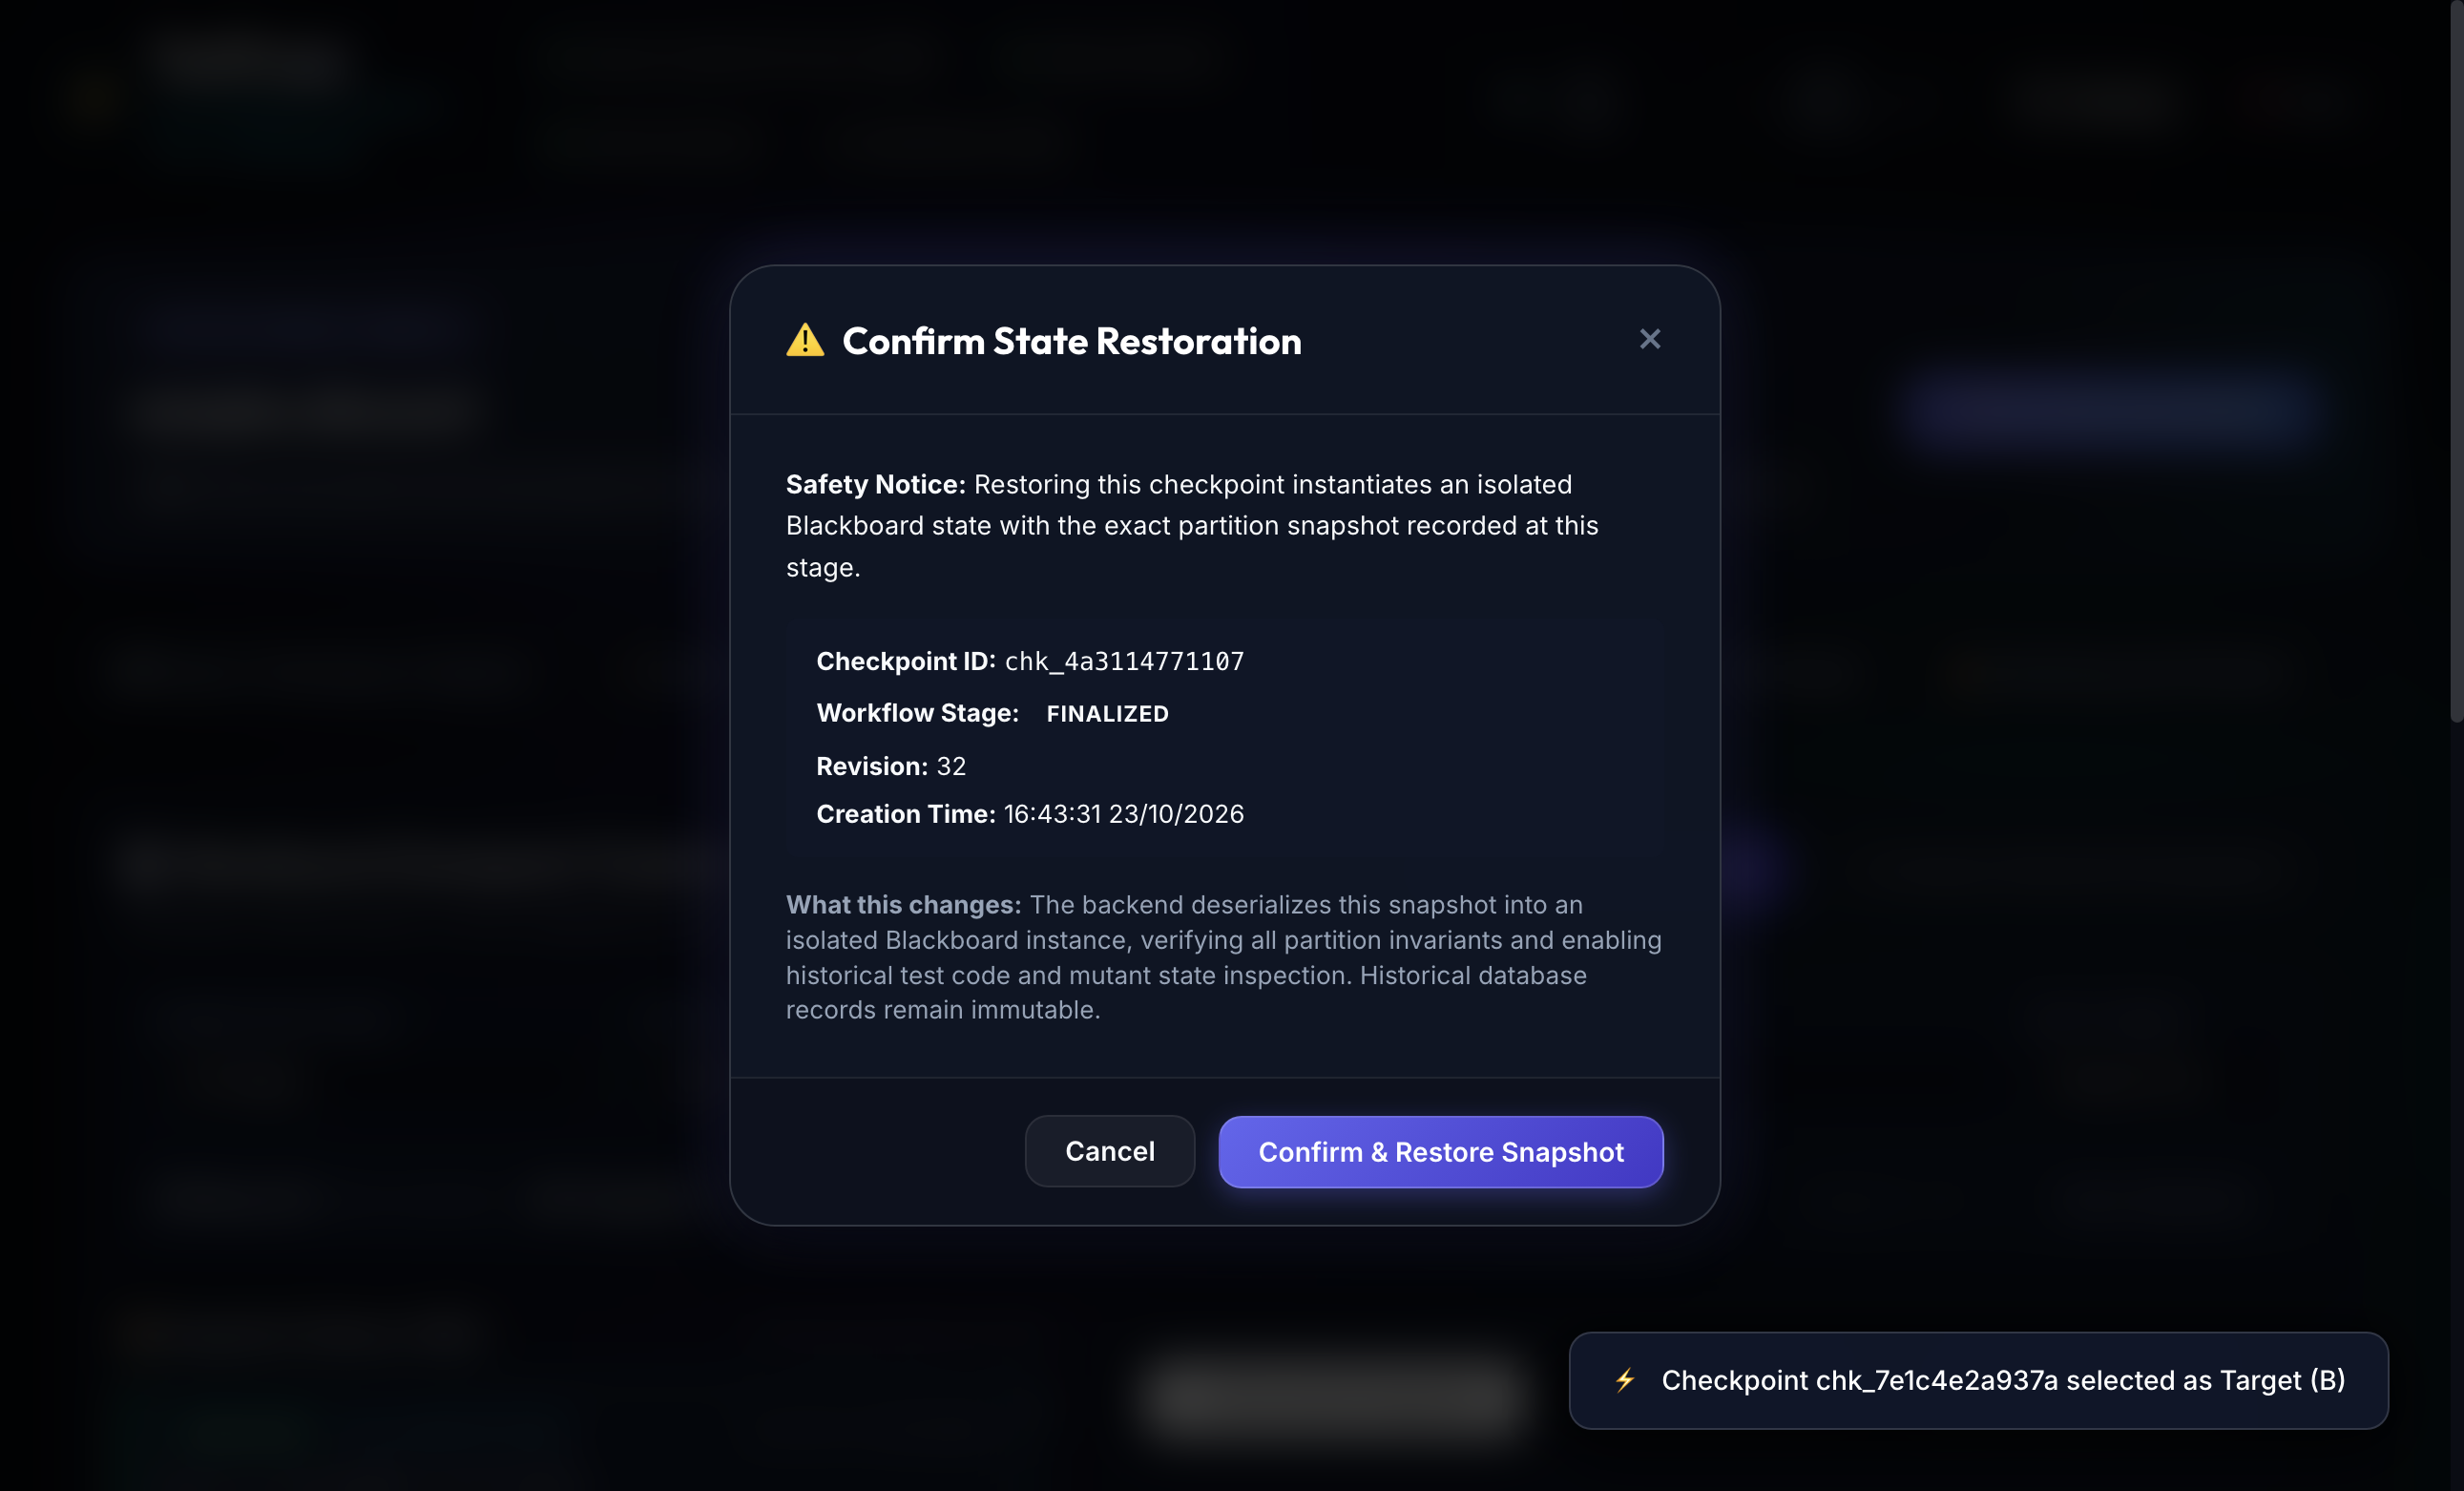 ⚠️ Confirm State Restoration ✕
Safety Notice: Restoring this checkpoint instantiates an isolated
Blackboard state with the exact partition snapshot recorded at this
stage.
Checkpoint ID: chk_4a3114771107
Workflow Stage: FINALIZED
Revision: 32
Creation Time: 16:43:31 23/10/2026
What this changes: The backend deserializes this snapshot into an
isolated Blackboard instance, verifying all partition invariants and enabling
historical test code and mutant state inspection. Historical database
records remain immutable.
Cancel
Confirm & Restore Snapshot
⚡ Checkpoint chk_7e1c4e2a937a selected as Target (B)